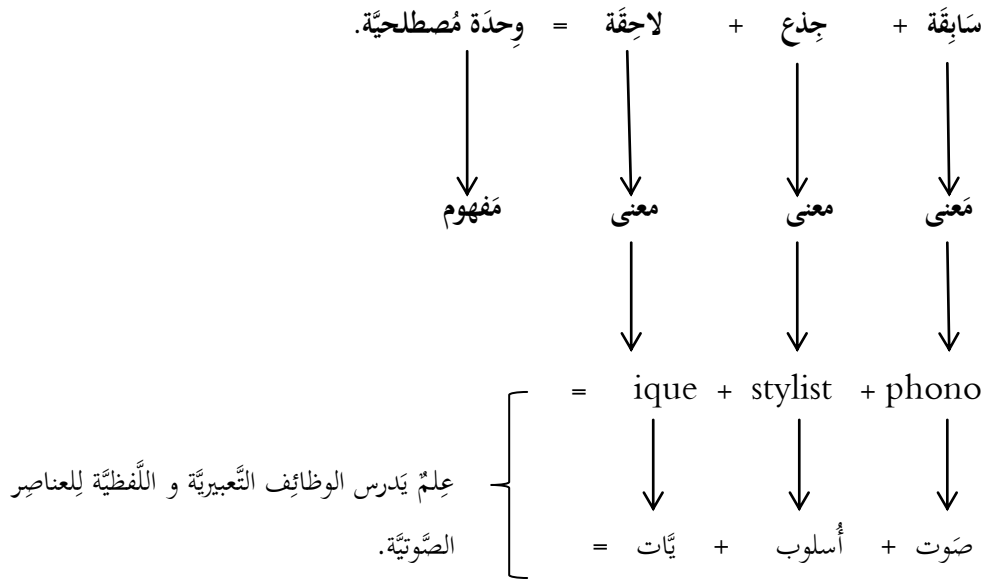 سَابِقَة + جِذع + لاحِقَة = وِحدَة مُصطلحيَّة.
مَعنى معنى معنى مَفهوم
phono + stylist + ique =
عِلمٌ يَدرس الوظائِف التَّعبيريَّة و اللَّفظيَّة لِلعناصِر
الصَّوتيَّة.
صَوت + أُسلوب + يَّات =